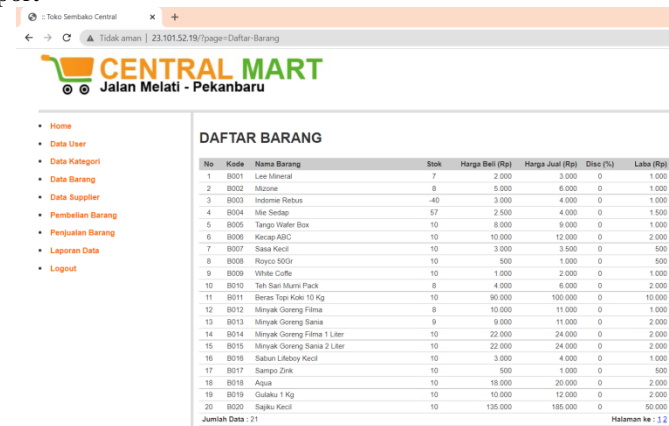 :: Toko Sembako Central
Tidak aman | 23.101.52.19/?page=Daftar-Barang
CENTRAL MART
Jalan Melati - Pekanbaru
Home
Data User
Data Kategori
Data Barang
Data Supplier
Pembelian Barang
Penjualan Barang
Laporan Data
Logout
DAFTAR BARANG
No Kode Nama Barang Stok Harga Beli (Rp) Harga Jual (Rp) Disc (%) Laba (Rp)
1 B001 Lee Mineral 7 2.000 3.000 0 1.000
2 B002 Mizone 8 5.000 6.000 0 1.000
3 B003 Indomie Rebus -40 3.000 4.000 0 1.000
4 B004 Mie Sedap 57 2.500 4.000 0 1.500
5 B005 Tango Wafer Box 10 8.000 9.000 0 1.000
6 B006 Kecap ABC 10 10.000 12.000 0 2.000
7 B007 Sasa Kecil 10 3.000 3.500 0 500
8 B008 Royco 50Gr 10 500 1.000 0 500
9 B009 White Coffe 10 1.000 2.000 0 1.000
10 B010 Teh Sari Murni Pack 8 4.000 6.000 0 2.000
11 B011 Beras Topi Koki 10 Kg 10 90.000 100.000 0 10.000
12 B012 Minyak Goreng Filma 8 10.000 11.000 0 1.000
13 B013 Minyak Goreng Sania 9 9.000 11.000 0 2.000
14 B014 Minyak Goreng Filma 1 Liter 10 22.000 24.000 0 2.000
15 B015 Minyak Goreng Sania 2 Liter 10 22.000 24.000 0 2.000
16 B016 Sabun Lifeboy Kecil 10 3.000 4.000 0 1.000
17 B017 Sampo Zink 10 500 1.000 0 500
18 B018 Aqua 10 18.000 20.000 0 2.000
19 B019 Gulaku 1 Kg 10 10.000 12.000 0 2.000
20 B020 Sajiku Kecil 10 135.000 185.000 0 50.000
Jumlah Data : 21 Halaman ke : 1 2